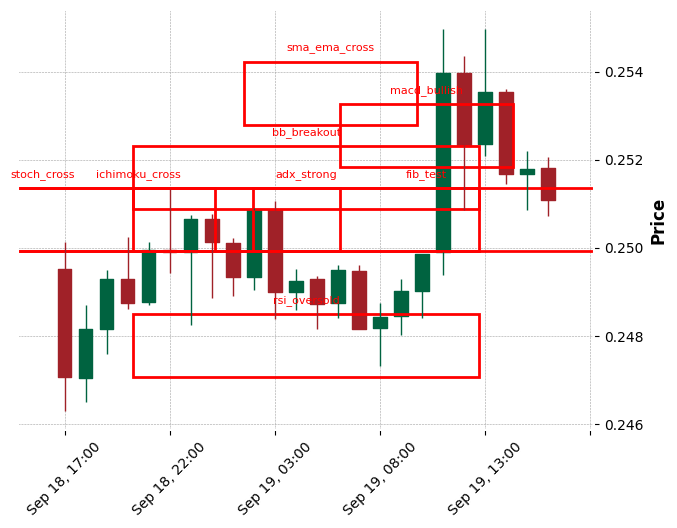 sma_ema_cross
macd_bullish
bb_breakout
stoch_cross
ichimoku_cross
adx_strong
fib_test
rsi_oversold
0.254
0.252
0.250
0.248
0.246
Price
Sep 18, 17:00
Sep 18, 22:00
Sep 19, 03:00
Sep 19, 08:00
Sep 19, 13:00